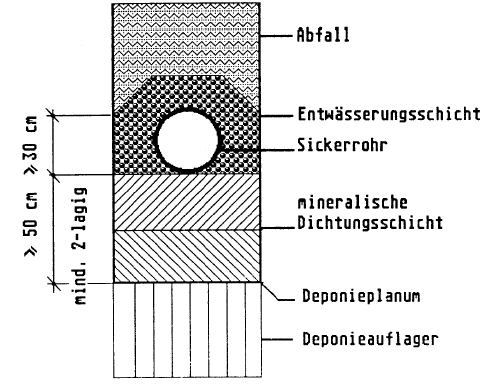 Abfall
Entwässerungsschicht
Sickerrohr
mineralische
Dichtungsschicht
Deponieplanum
Deponieauflager
≥ 30 cm
≥ 50 cm
mind. 2-lagig